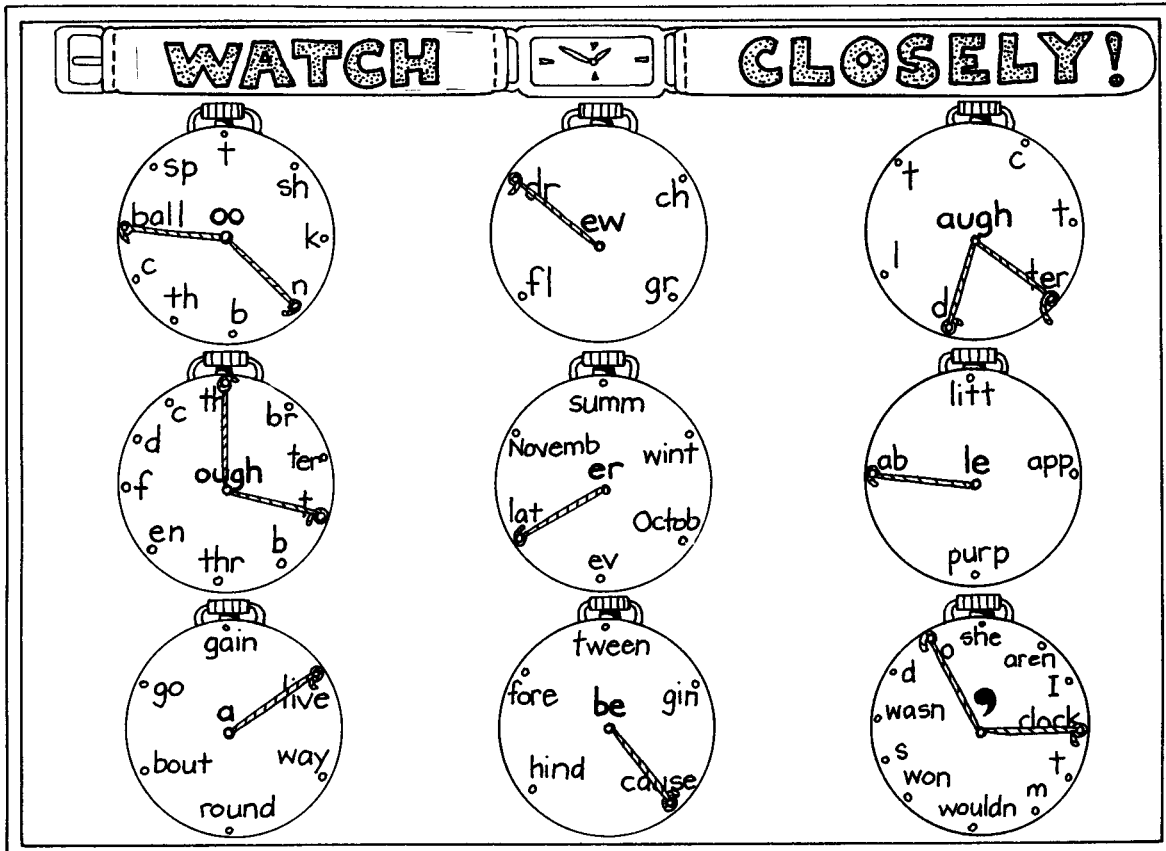 WATCH CLOSELY!
t
sp
sh
ball
oo
k
c
n
th
b
dr
ch
ew
fl
gr
c
t
augh
t
l
ter
d
th
c
br
d
ough
ter
f
t
en
b
thr
summ
Novemb
wint
er
lat
Octob
ev
litt
ab
le
app
purp
gain
go
live
a
bout
way
round
tween
fore
gin
be
hind
cause
she
o
aren
d
I
wasn
,
clock
s
t
won
m
wouldn